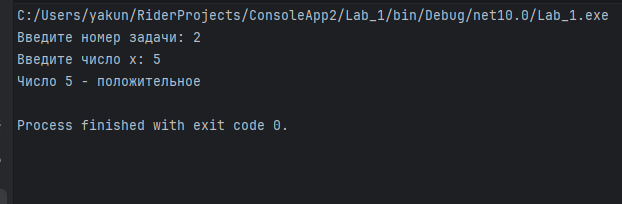 C:/Users/yakun/RiderProjects/ConsoleApp2/Lab_1/bin/Debug/net10.0/Lab_1.exe
Введите номер задачи: 2
Введите число x: 5
Число 5 - положительное
Process finished with exit code 0.